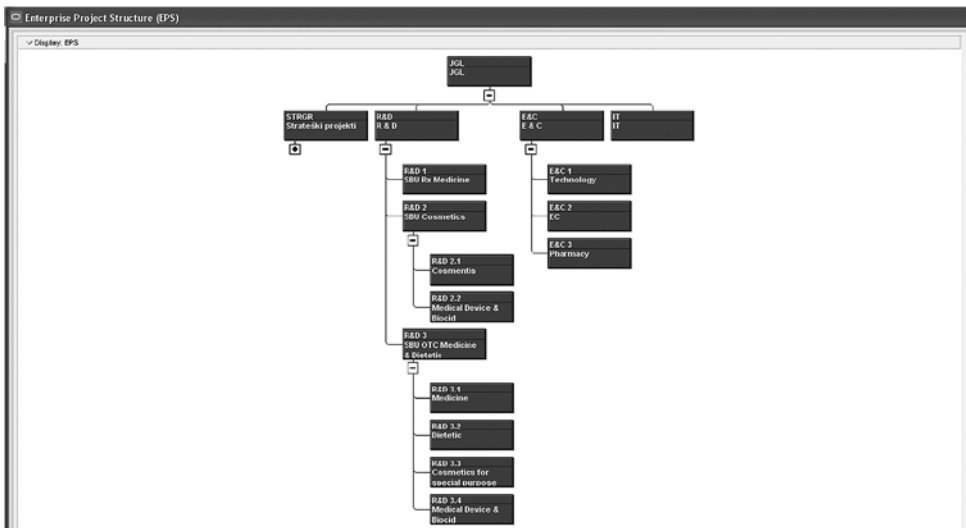 Enterprise Project Structure (EPS)
Display: EPS
JGL
JGL
STRGR
Strateški projekti
R&D
R & D
E&C
E & C
IT
IT
R&D 1
SBU Rx Medicine
R&D 2
SBU Cosmetics
R&D 2.1
Cosmentis
R&D 2.2
Medical Device &
Biocid
R&D 3
SBU OTC Medicine
& Dietetis
R&D 3.1
Medicine
R&D 3.2
Dietetic
R&D 3.3
Cosmetics for
special purpose
R&D 3.4
Medical Device &
Biocid
E&C 1
Technology
E&C 2
EC
E&C 3
Pharmacy